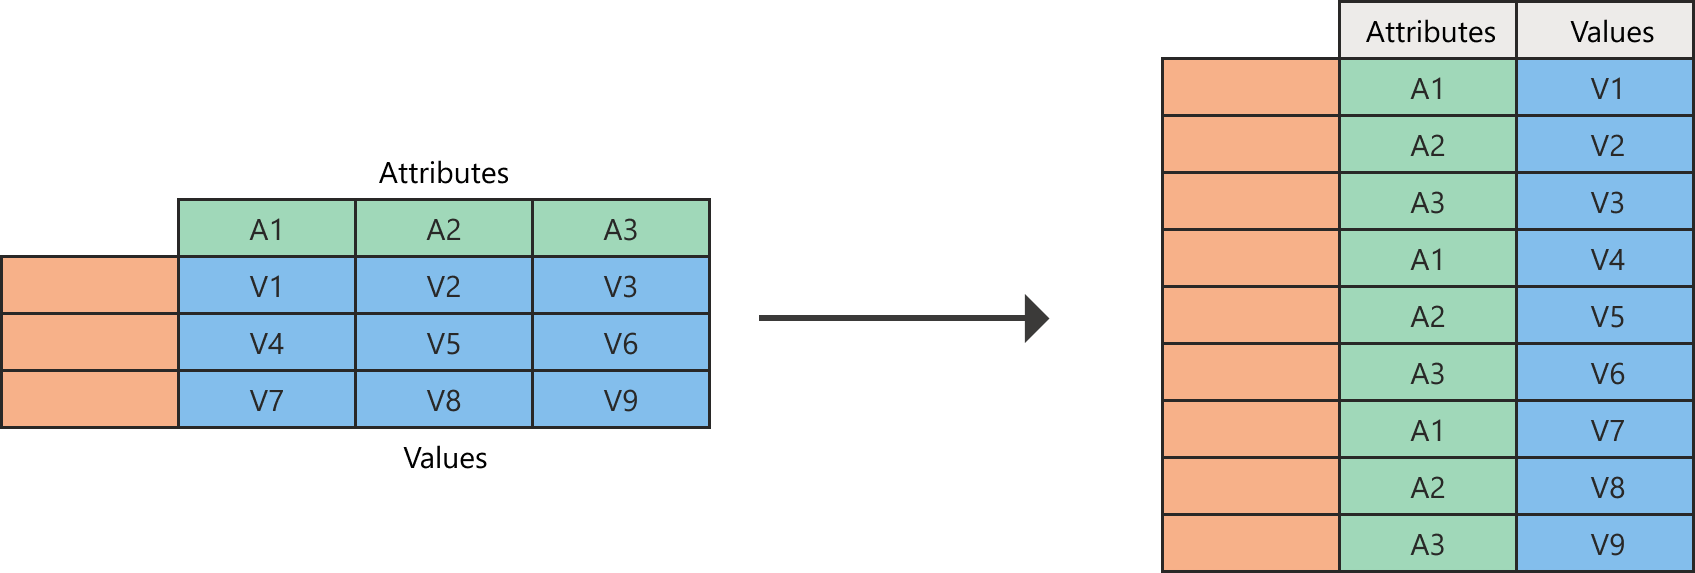 Attributes
A1 A2 A3
V1 V2 V3
V4 V5 V6
V7 V8 V9
Values
Attributes Values
A1 V1
A2 V2
A3 V3
A1 V4
A2 V5
A3 V6
A1 V7
A2 V8
A3 V9